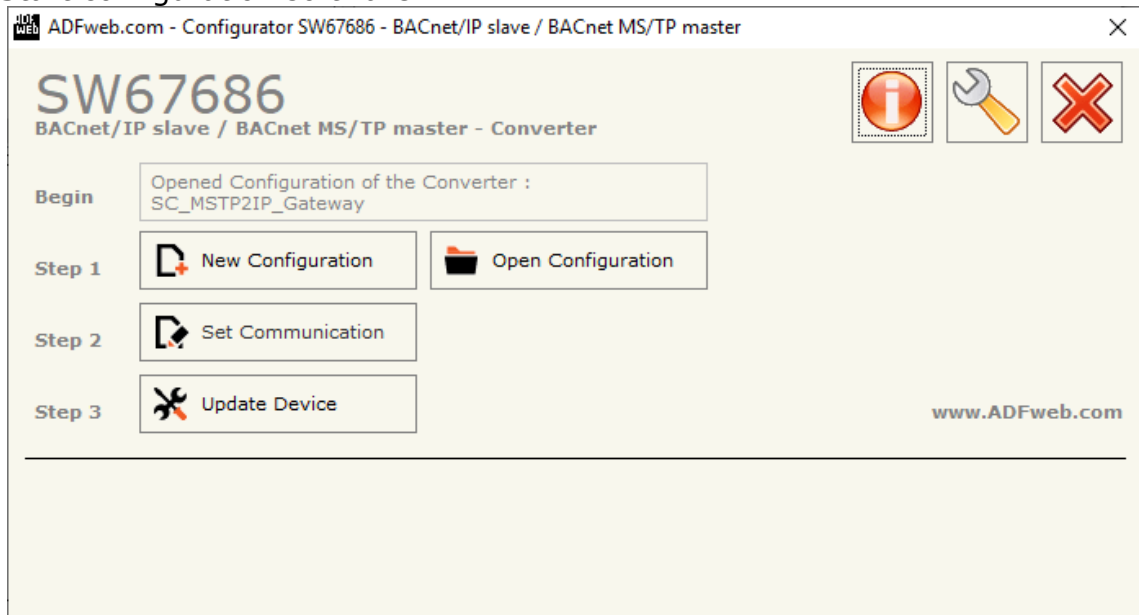 ADFweb.com - Configurator SW67686 - BACnet/IP slave / BACnet MS/TP master
SW67686
BACnet/IP slave / BACnet MS/TP master - Converter
Begin
Opened Configuration of the Converter :
SC_MSTP2IP_Gateway
Step 1
New Configuration
Open Configuration
Step 2
Set Communication
Step 3
Update Device
www.ADFweb.com